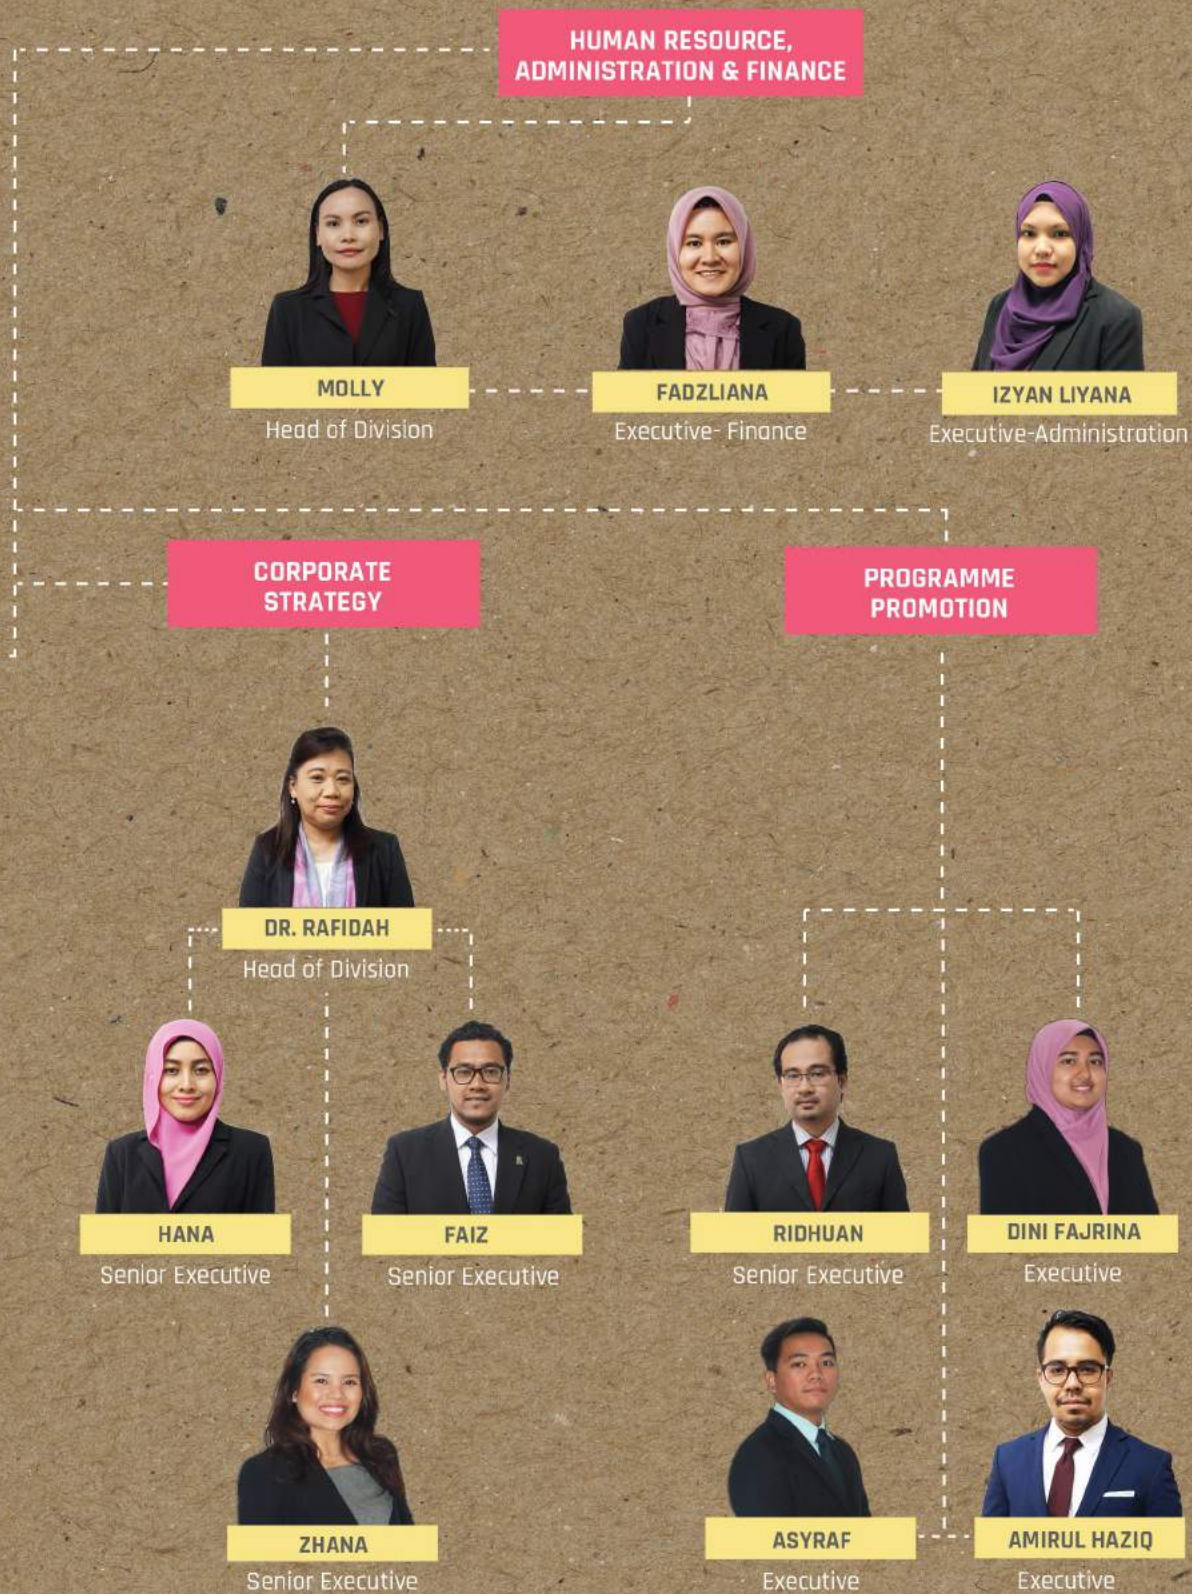 HUMAN RESOURCE,
ADMINISTRATION & FINANCE
MOLLY
Head of Division
FADZLIANA
Executive- Finance
IZYAN LIYANA
Executive-Administration
CORPORATE
STRATEGY
PROGRAMME
PROMOTION
DR. RAFIDAH
Head of Division
HANA
Senior Executive
FAIZ
Senior Executive
RIDHUAN
Senior Executive
DINI FAJRINA
Executive
ZHANA
Senior Executive
ASYRAF
Executive
AMIRUL HAZIQ
Executive